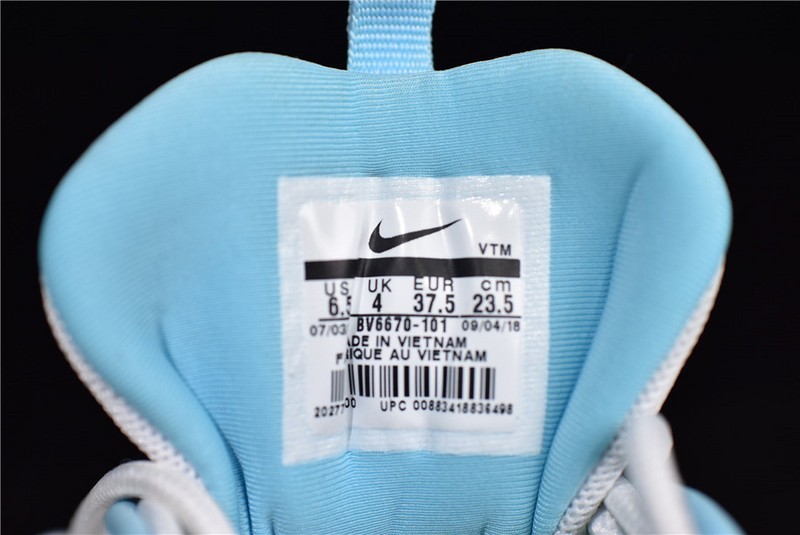 VTM
US UK EUR cm
6.5 4 37.5 23.5
07/03/ BV6670-101 09/04/18
ADE IN VIETNAM
F RIQUE AU VIETNAM
UPC 00883418836498